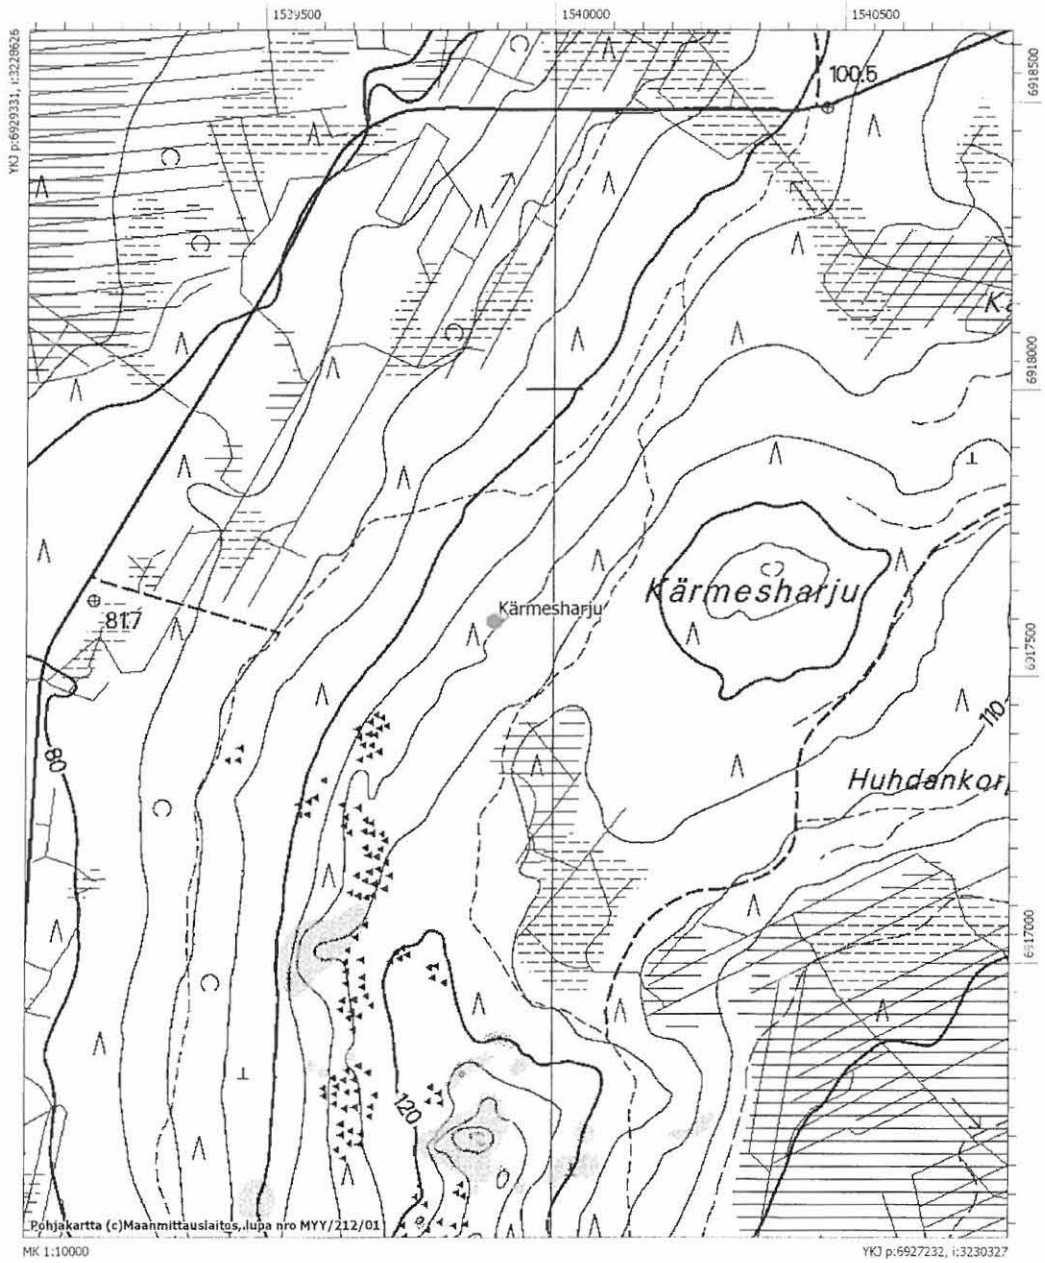 1539500 1540000 1540500
YKJ p:6929331, i:3228626
6918500
100.5
6918000
Kärmesharju
Kärmesharju
81.7
6917500
110
80
Huhdankor
6917000
120
Pohjakartta (c)Maanmittauslaitos, lupa nro MYY/212/01
MK 1:10000
YKJ p:6927232, i:3230327